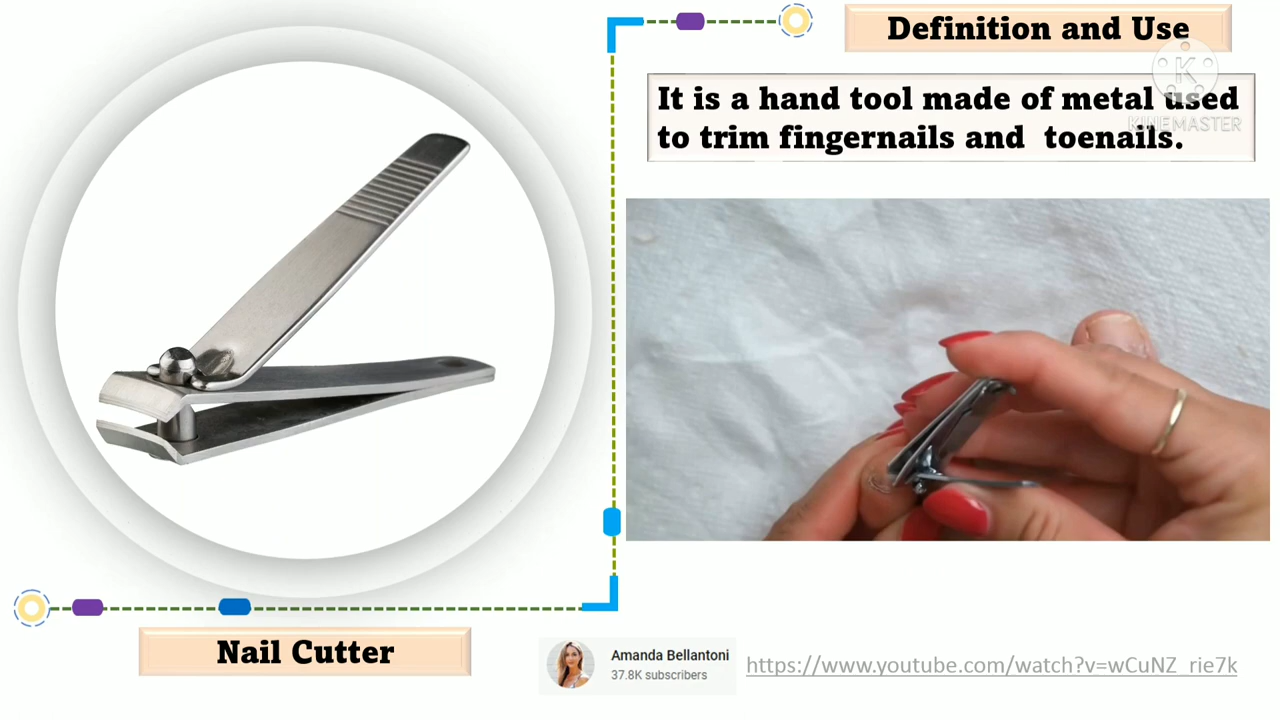 Definition and Use
It is a hand tool made of metal used
to trim fingernails and toenails.
KINEMASTER
Nail Cutter
Amanda Bellantoni
37.8K subscribers
https://www.youtube.com/watch?v=wCuNZ_rie7k